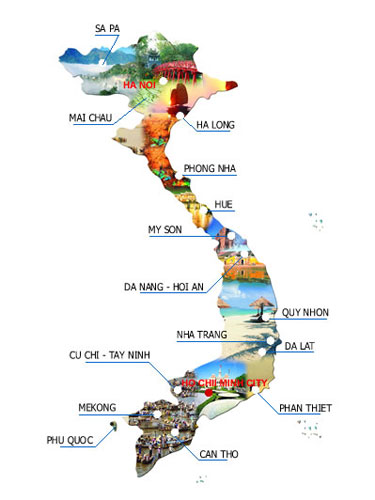 SA PA
HA NOI
MAI CHAU
HA LONG
PHONG NHA
HUE
MY SON
DA NANG - HOI AN
QUY NHON
NHA TRANG
DA LAT
CU CHI - TAY NINH
HO CHI MINH CITY
MEKONG
PHAN THIET
PHU QUOC
CAN THO